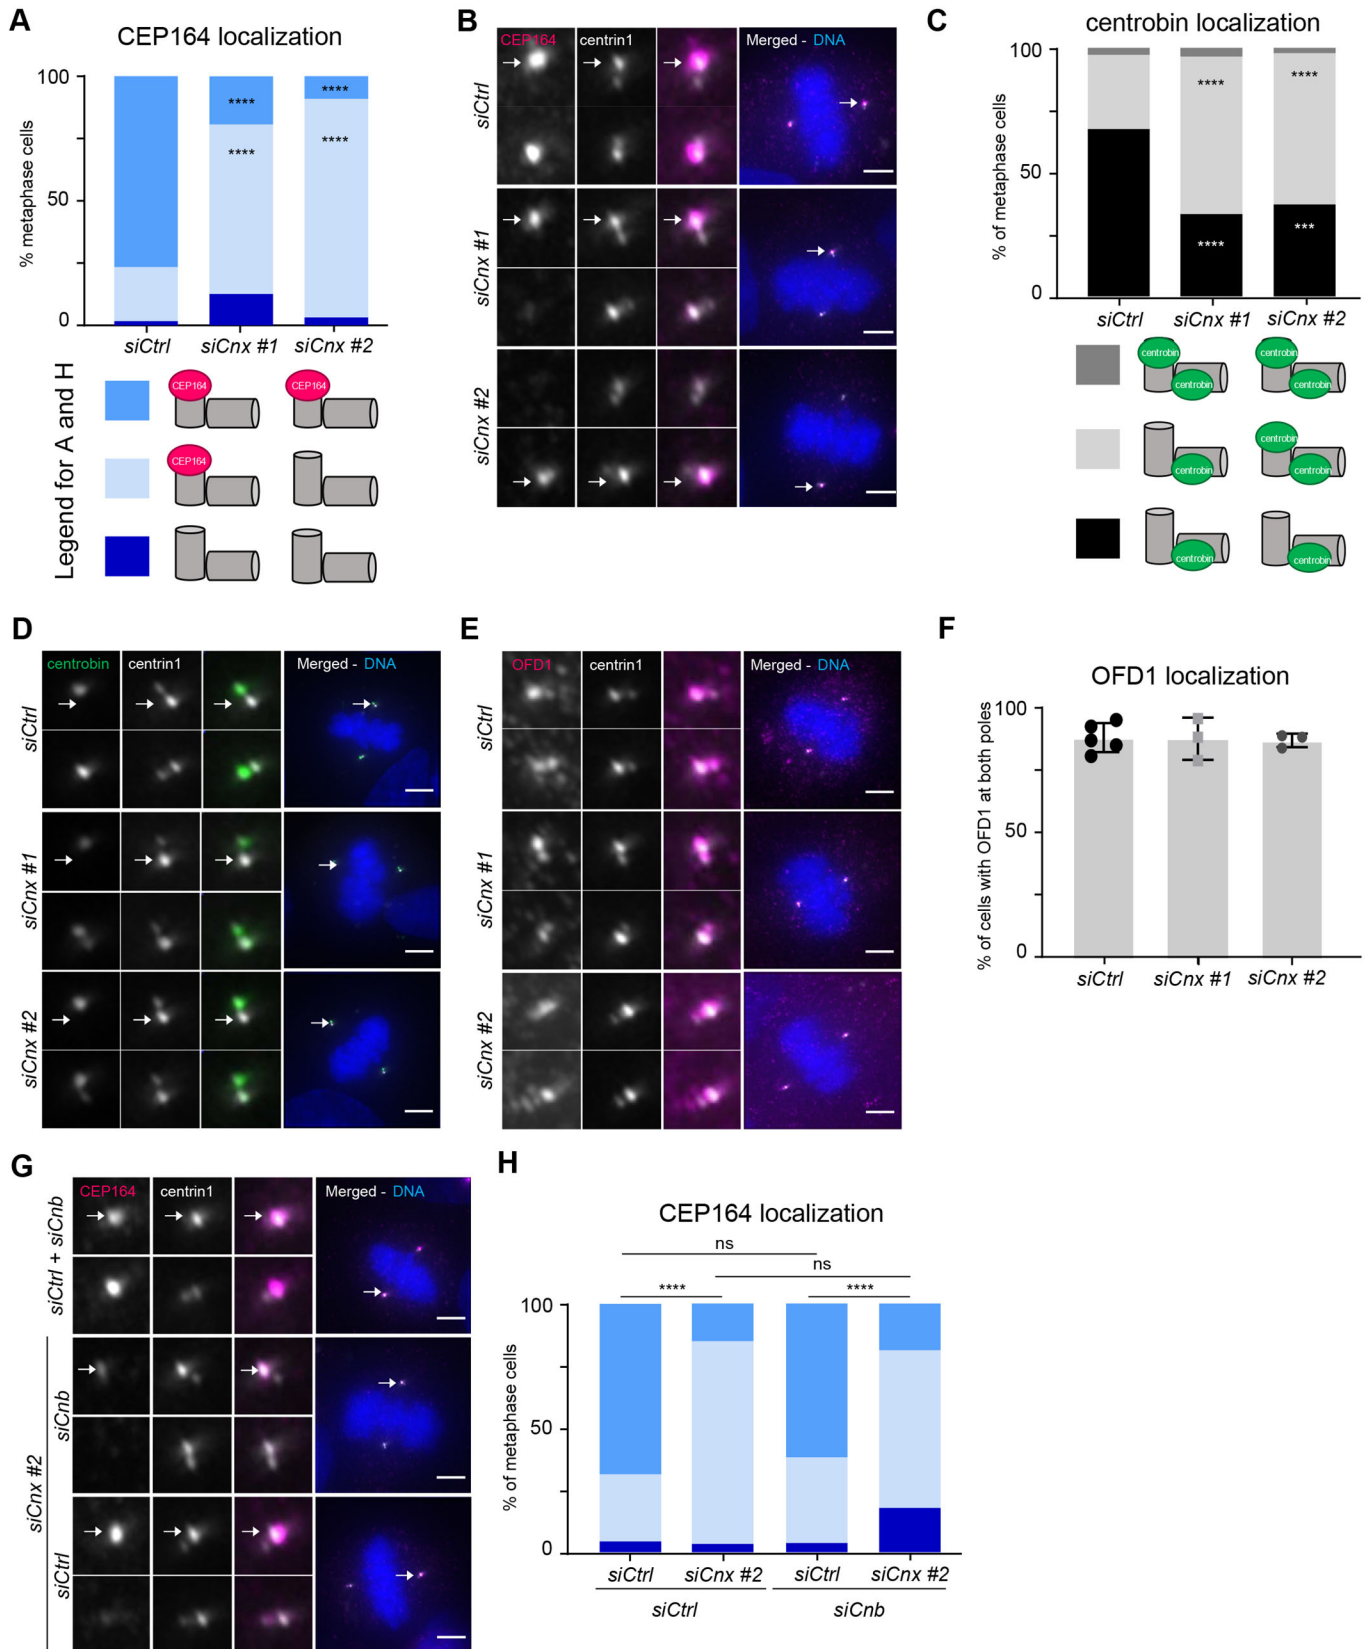 A
CEP164 localization
% metaphase cells
100
50
0
****
****
****
****
siCtrl
siCnx #1
siCnx #2
Legend for A and H
CEP164
CEP164
CEP164
B
CEP164
centrin1
Merged - DNA
siCtrl
siCnx #1
siCnx #2
C
centrobin localization
% of metaphase cells
100
50
0
****
****
****
***
siCtrl
siCnx #1
siCnx #2
centrobin
centrobin
centrobin
centrobin
centrobin
centrobin
centrobin
centrobin
centrobin
D
centrobin
centrin1
Merged - DNA
siCtrl
siCnx #1
siCnx #2
E
OFD1
centrin1
Merged - DNA
siCtrl
siCnx #1
siCnx #2
F
OFD1 localization
% of cells with OFD1 at both poles
100
50
0
siCtrl
siCnx #1
siCnx #2
G
CEP164
centrin1
Merged - DNA
siCtrl + siCnb
siCnb
siCnx #2
siCtrl
H
CEP164 localization
ns
ns
****
****
% of metaphase cells
100
50
0
siCtrl
siCnx #2
siCtrl
siCnx #2
siCtrl
siCnb